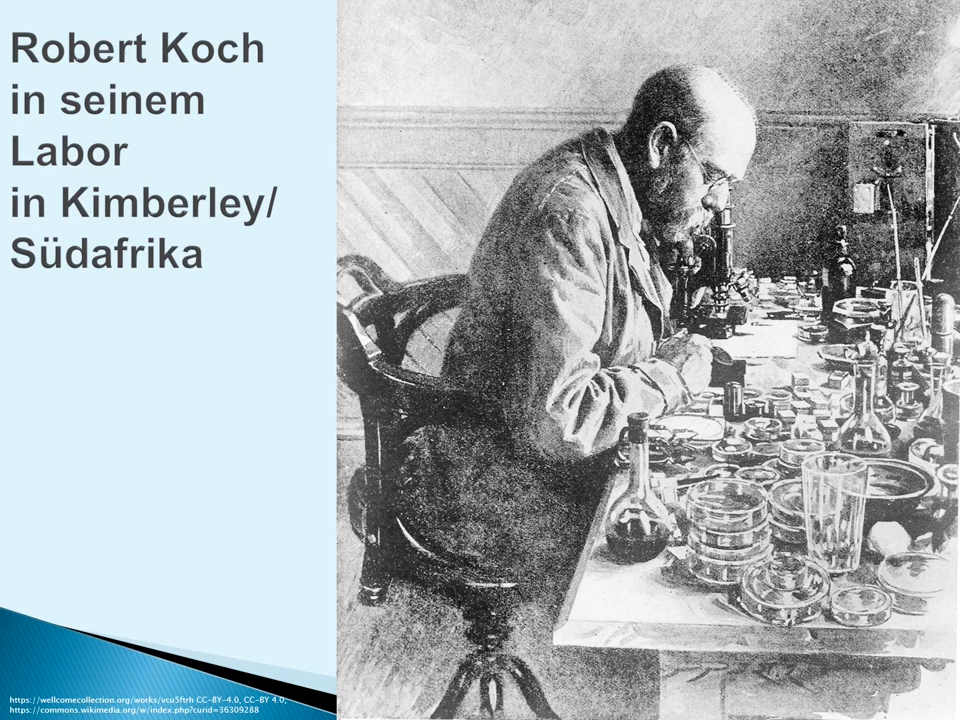 Robert Koch
in seinem
Labor
in Kimberley/
Südafrika
https://wellcomecollection.org/works/vcu5ftrh CC-BY-4.0, CC-BY 4.0,
https://commons.wikimedia.org/w/index.php?curid=36309288